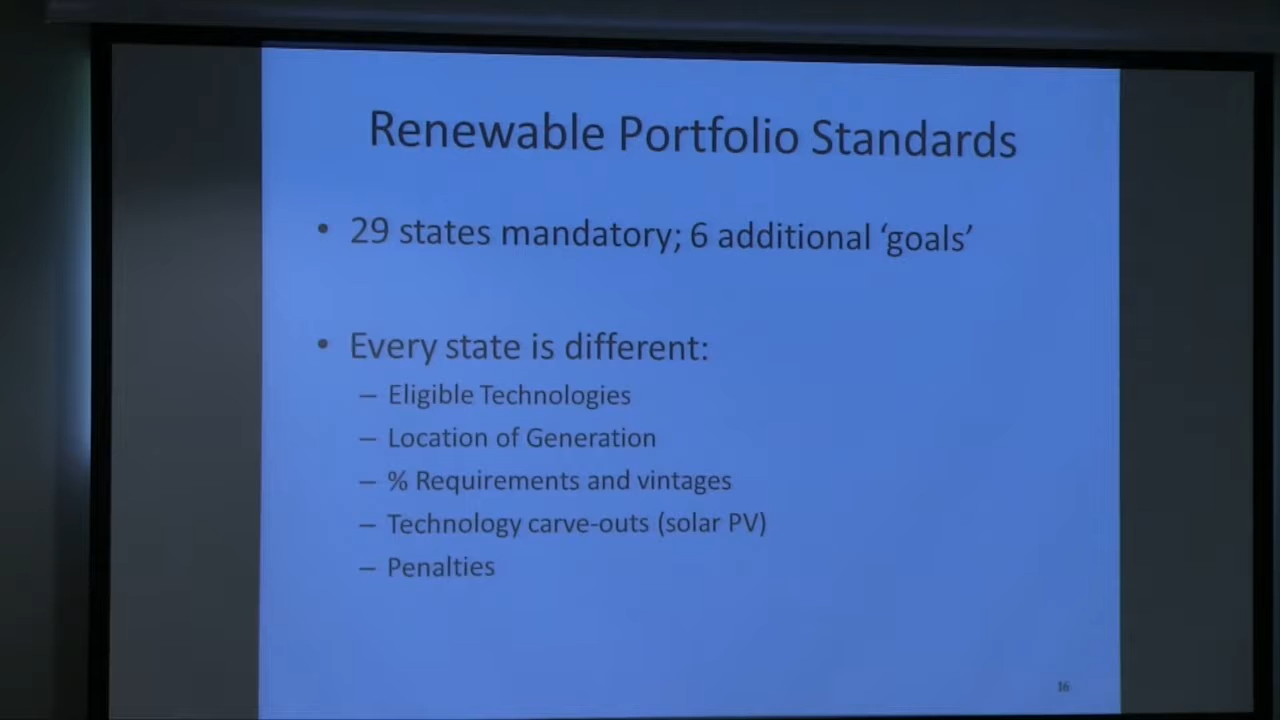 Renewable Portfolio Standards
• 29 states mandatory; 6 additional ‘goals’
• Every state is different:
– Eligible Technologies
– Location of Generation
– % Requirements and vintages
– Technology carve-outs (solar PV)
– Penalties
16